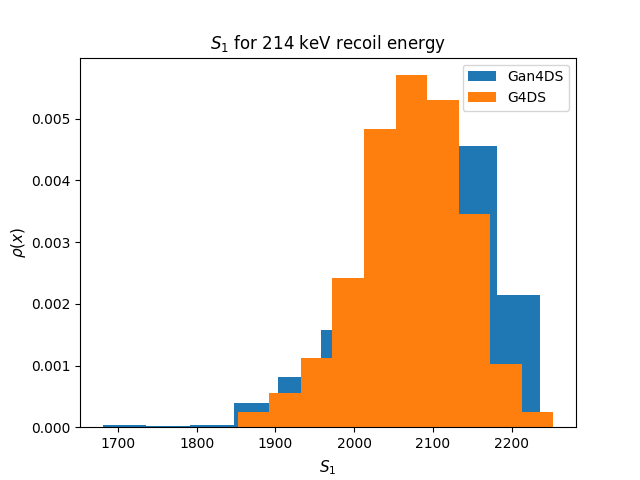 S₁ for 214 keV recoil energy
Gan4DS
G4DS
ρ(x)
0.005
0.004
0.003
0.002
0.001
0.000
1700 1800 1900 2000 2100 2200
S₁